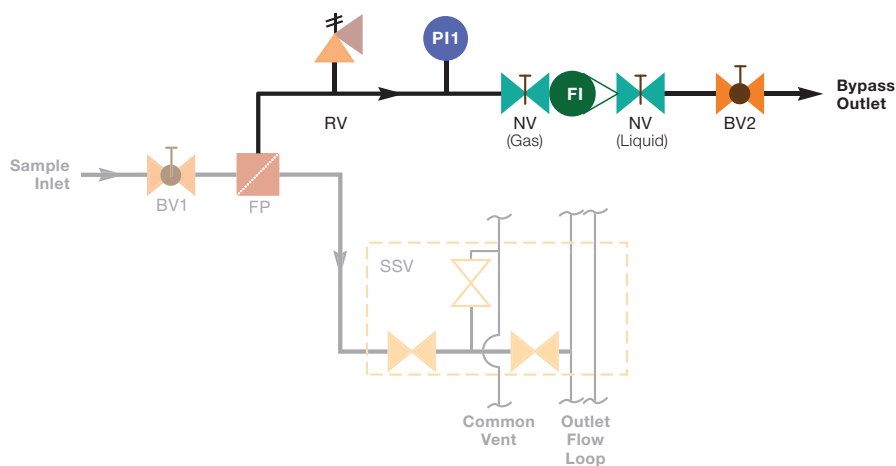 PI1
FI
Bypass
Outlet
RV
NV
(Gas)
NV
(Liquid)
BV2
Sample
Inlet
BV1
FP
SSV
Common
Vent
Outlet
Flow
Loop